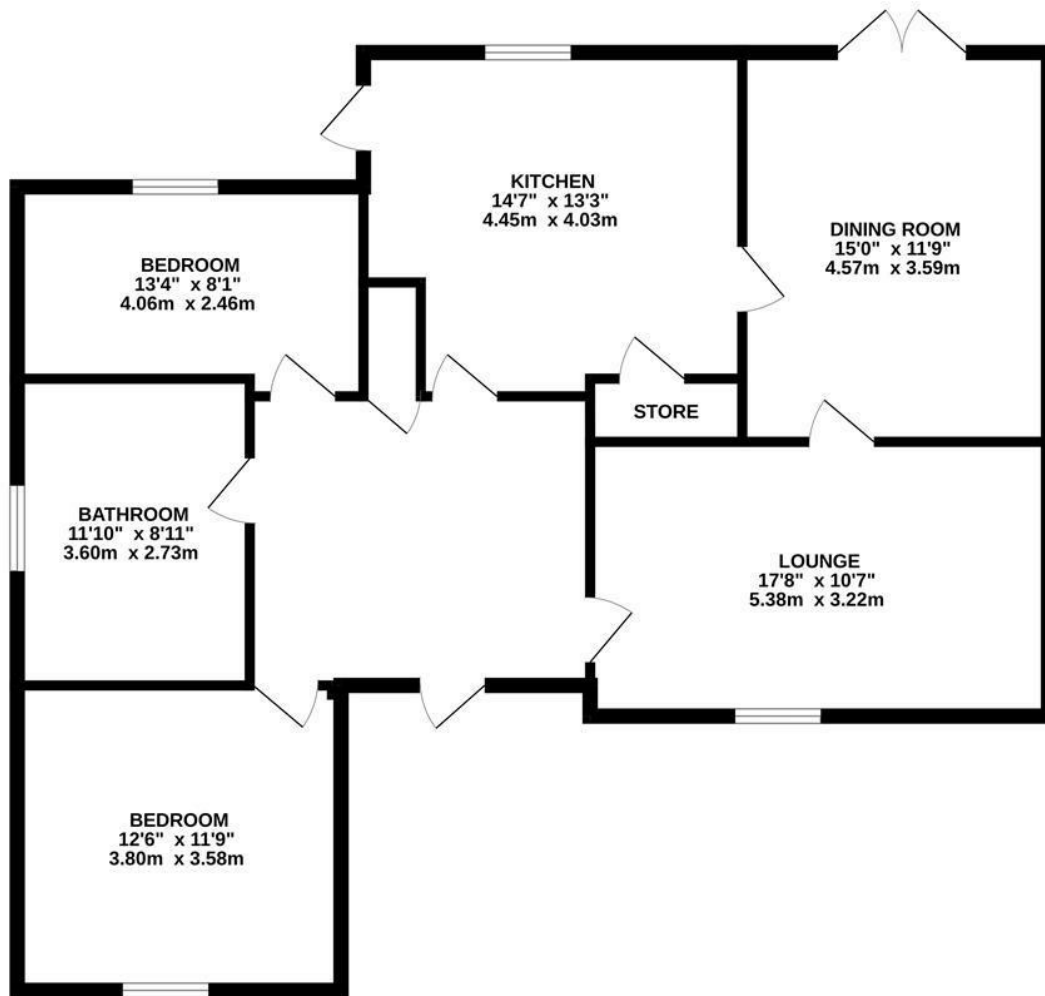 KITCHEN
14'7" x 13'3"
4.45m x 4.03m
DINING ROOM
15'0" x 11'9"
4.57m x 3.59m
BEDROOM
13'4" x 8'1"
4.06m x 2.46m
STORE
BATHROOM
11'10" x 8'11"
3.60m x 2.73m
LOUNGE
17'8" x 10'7"
5.38m x 3.22m
BEDROOM
12'6" x 11'9"
3.80m x 3.58m